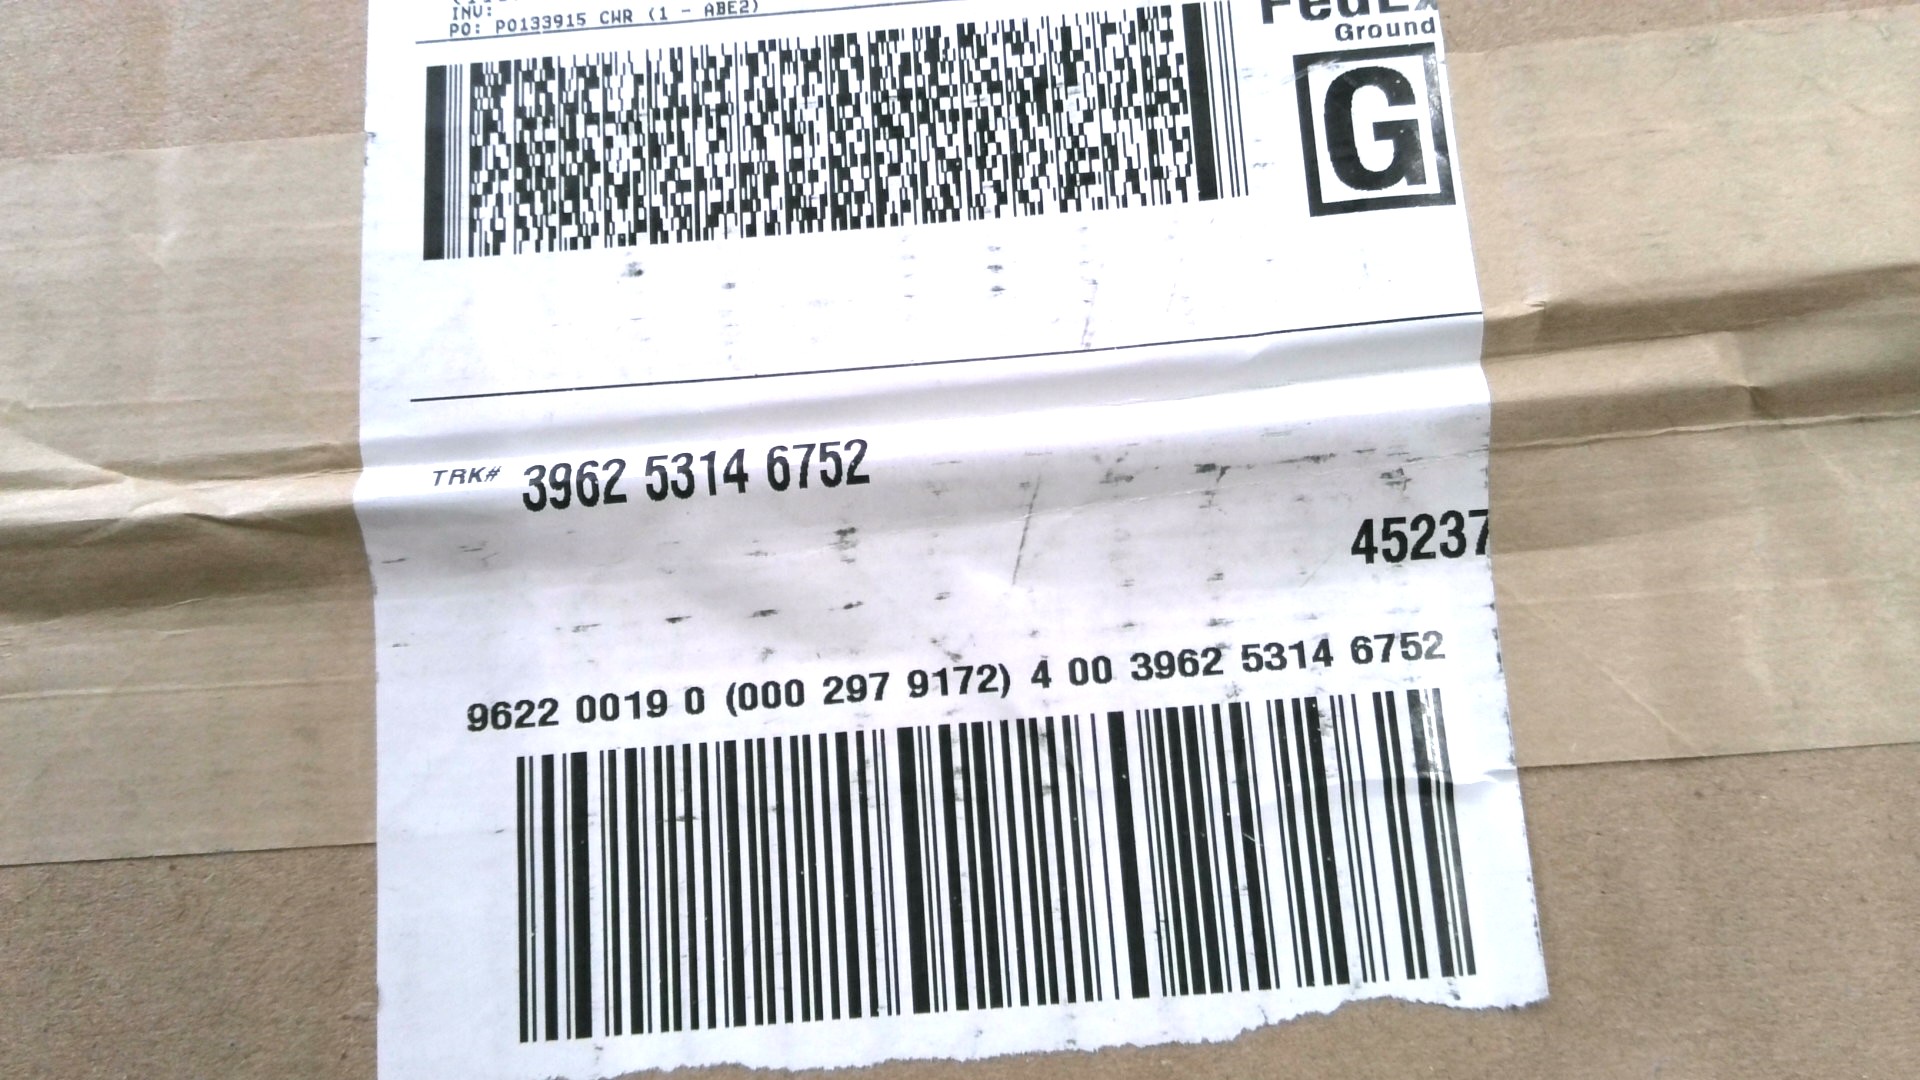 INV:
PO: PO133915 CWR (1 - ABE2)
FedEx
Ground
G
TRK# 3962 5314 6752
45237
9622 0019 0 (000 297 9172) 4 00 3962 5314 6752